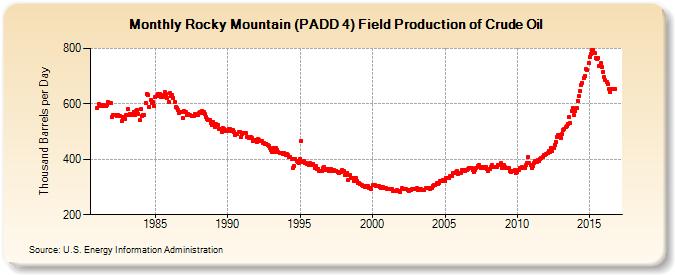 Monthly Rocky Mountain (PADD 4) Field Production of Crude Oil
Thousand Barrels per Day
800
600
400
200
1985 1990 1995 2000 2005 2010 2015
Source: U.S. Energy Information Administration